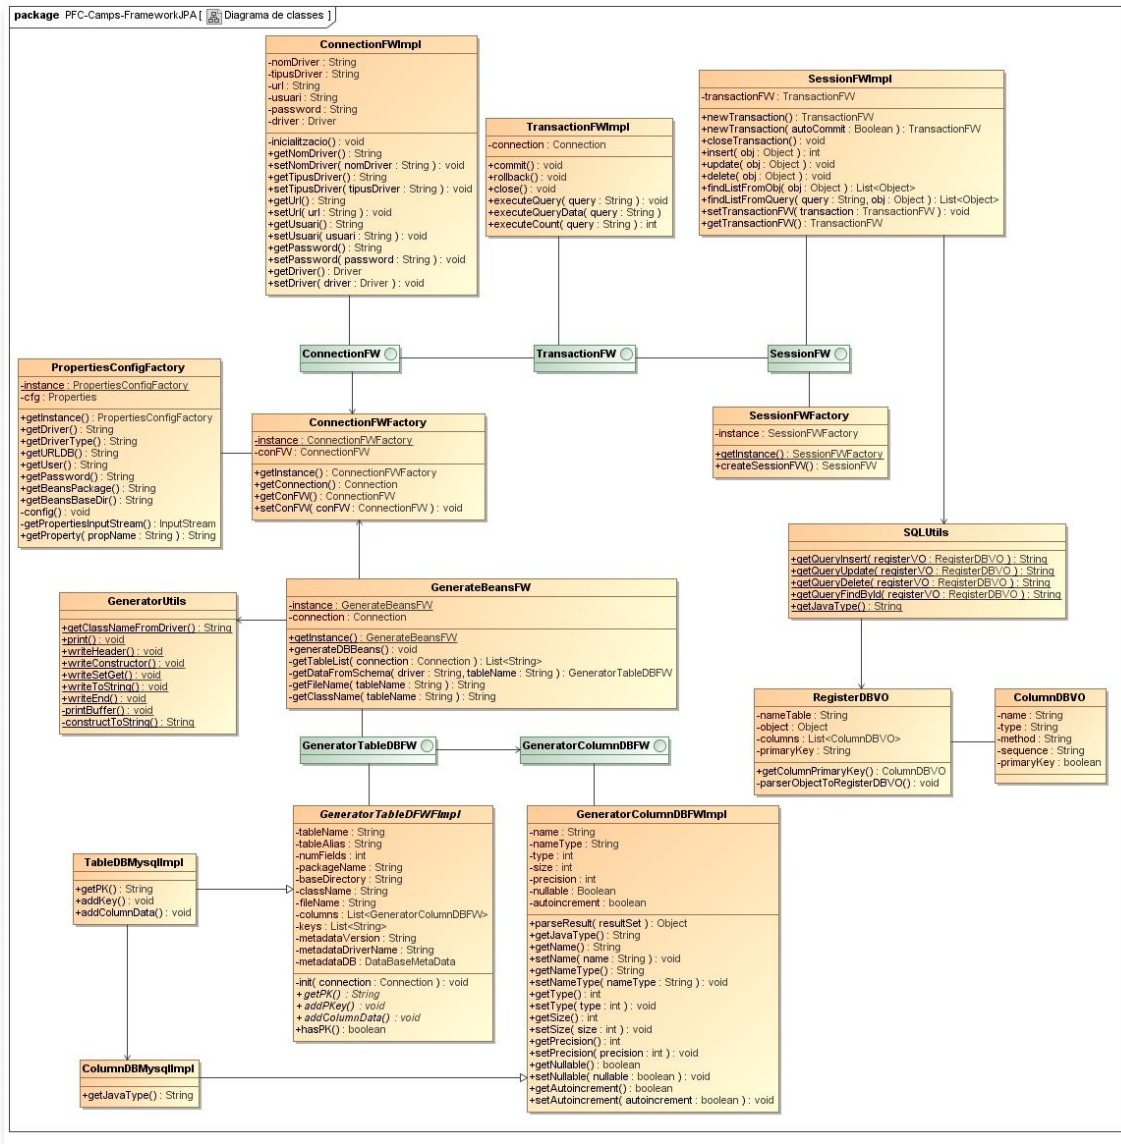 package PFC-Camps-FrameworkJPA [ Diagrama de classes ]
ConnectionFWImpl
-nomDriver : String
-tipusDriver : String
-url : String
-usuari : String
-password : String
-driver : Driver
-inicialitzacio() : void
+getNomDriver() : String
+setNomDriver( nomDriver : String ) : void
+getTipusDriver() : String
+setTipusDriver( tipusDriver : String ) : void
+getUrl() : String
+setUrl( url : String ) : void
+getUsuari() : String
+setUsuari( usuari : String ) : void
+getPassword() : String
+setPassword( password : String ) : void
+getDriver() : Driver
+setDriver( driver : Driver ) : void
TransactionFWImpl
-connection : Connection
+commit() : void
+rollback() : void
+close() : void
+executeQuery( query : String ) : void
+executeQueryData( query : String )
+executeCount( query : String ) : int
SessionFWImpl
-transactionFW : TransactionFW
+newTransaction() : TransactionFW
+newTransaction( autoCommit : Boolean ) : TransactionFW
+closeTransaction() : void
+insert( obj : Object ) : int
+update( obj : Object ) : void
+delete( obj : Object ) : void
+findListFromObj( obj : Object ) : List<Object>
+findListFromQuery( query : String, obj : Object ) : List<Object>
+setTransactionFW( transaction : TransactionFW ) : void
+getTransactionFW() : TransactionFW
ConnectionFW
TransactionFW
SessionFW
PropertiesConfigFactory
-instance : PropertiesConfigFactory
-cfg : Properties
+getInstance() : PropertiesConfigFactory
+getDriver() : String
+getDriverType() : String
+getURLDB() : String
+getUser() : String
+getPassword() : String
+getBeansPackage() : String
+getBeansBaseDir() : String
-config() : void
-getPropertiesInputStream() : InputStream
+getProperty( propName : String ) : String
ConnectionFWFactory
-instance : ConnectionFWFactory
-conFW : ConnectionFW
+getInstance() : ConnectionFWFactory
+getConnection() : Connection
+getConFW() : ConnectionFW
+setConFW( conFW : ConnectionFW ) : void
SessionFWFactory
-instance : SessionFWFactory
+getInstance() : SessionFWFactory
+createSessionFW() : SessionFW
SQLUtils
+getQueryInsert( registerVO : RegisterDBVO ) : String
+getQueryUpdate( registerVO : RegisterDBVO ) : String
+getQueryDelete( registerVO : RegisterDBVO ) : String
+getQueryFindById( registerVO : RegisterDBVO ) : String
+getJavaType() : String
GeneratorUtils
+getClassNameFromDriver() : String
+print() : void
+writeHeader() : void
+writeConstructor() : void
+writeSetGet() : void
+writeToString() : void
+writeEnd() : void
-printBuffer() : void
-constructToString() : String
GenerateBeansFW
-instance : GenerateBeansFW
-connection : Connection
+getInstance() : GenerateBeansFW
+generateDBBeans() : void
-getTableList( connection : Connection ) : List<String>
-getDataFromSchema( driver : String, tableName : String ) : GeneratorTableDBFW
-getFileName( tableName : String ) : String
-getClassName( tableName : String ) : String
RegisterDBVO
-nameTable : String
-object : Object
-columns : List<ColumnDBVO>
-primaryKey : String
+getColumnPrimaryKey() : ColumnDBVO
-parserObjectToRegisterDBVO() : void
ColumnDBVO
-name : String
-type : String
-method : String
-sequence : String
-primaryKey : boolean
GeneratorTableDBFW
GeneratorColumnDBFW
GeneratorTableDFWFImpl
-tableName : String
-tableAlias : String
-numFields : int
-packageName : String
-baseDirectory : String
-className : String
-fileName : String
-columns : List<GeneratorColumnDBFW>
-keys : List<String>
-metadataVersion : String
-metadataDriverName : String
-metadataDB : DataBaseMetaData
-init( connection : Connection ) : void
+ getPK() : String
+ addPKey() : void
+ addColumnData() : void
+hasPK() : boolean
GeneratorColumnDBFWImpl
-name : String
-nameType : String
-type : int
-size : int
-precision : int
-nullable : Boolean
-autoincrement : boolean
+parseResult( resultSet ) : Object
+getJavaType() : String
+getName() : String
+setName( name : String ) : void
+getNameType() : String
+setNameType( nameType : String ) : void
+getType() : int
+setType( type : int ) : void
+getSize() : int
+setSize( size : int ) : void
+getPrecision() : int
+setPrecision( precision : int ) : void
+getNullable() : boolean
+setNullable( nullable : boolean ) : void
+getAutoincrement() : boolean
+setAutoincrement( autoincrement : boolean ) : void
TableDBMysqlImpl
+getPK() : String
+addKey() : void
+addColumnData() : void
ColumnDBMysqlImpl
+getJavaType() : String